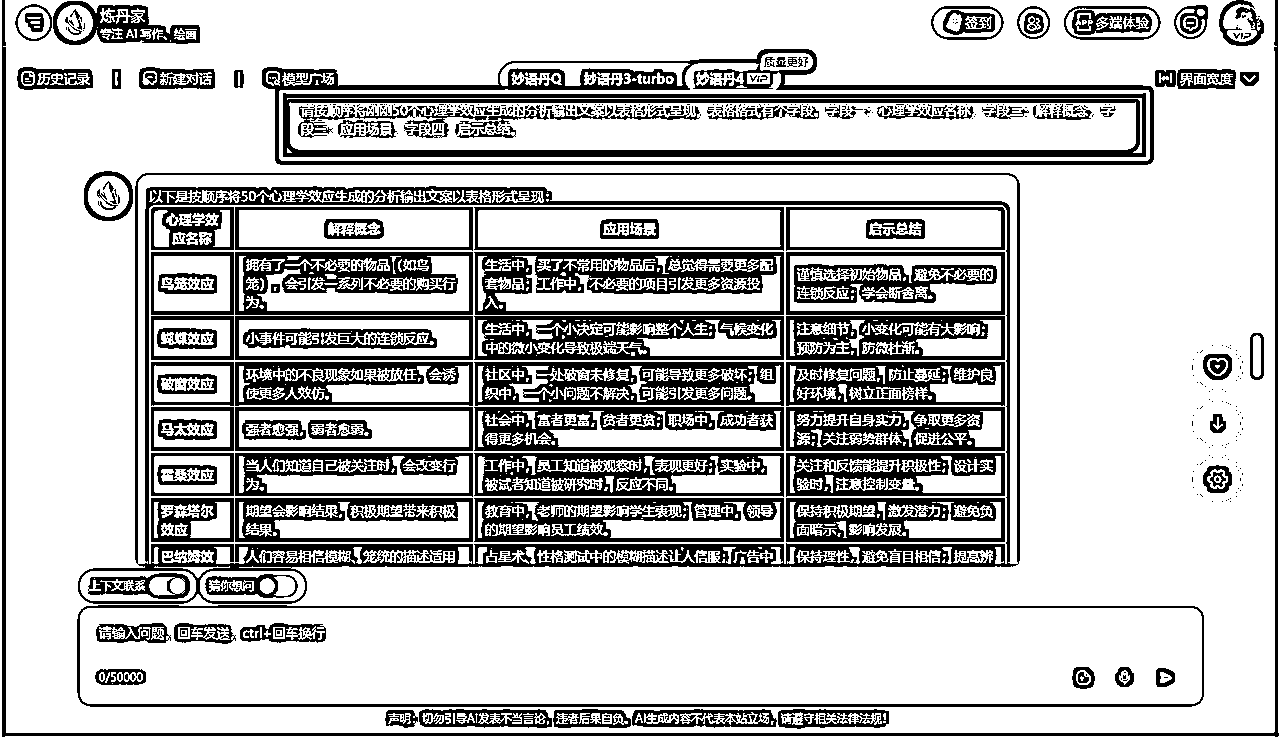 炼丹家
专注 AI 写作、绘画
签到
多端体验
VIP
历史记录 | 新建对话 || 模型广场
妙语丹Q 妙语丹3-turbo 妙语丹4 VIP
质量更好
界面宽度
请按顺序将刚刚50个心理学效应生成的分析输出文案以表格形式呈现，表格格式有个字段，字段一：心理学效应名称，字段二：解释概念，字
段三：应用场景，字段四：启示总结。
以下是按顺序将50个心理学效应生成的分析输出文案以表格形式呈现：
心理学效
应名称
解释概念
应用场景
启示总结
鸟笼效应
拥有了一个不必要的物品（如鸟
笼），会引发一系列不必要的购买行
为。
生活中，买了不常用的物品后，总觉得需要更多配
套物品；工作中，不必要的项目引发更多资源投
入。
谨慎选择初始物品，避免不必要的
连锁反应；学会断舍离。
蝴蝶效应
小事件可能引发巨大的连锁反应。
生活中，一个小决定可能影响整个人生；气候变化
中的微小变化导致极端天气。
注意细节，小变化可能有大影响；
预防为主，防微杜渐。
破窗效应
环境中的不良现象如果被放任，会诱
使更多人效仿。
社区中，一处破窗未修复，可能导致更多破坏；组
织中，一个小问题不解决，可能引发更多问题。
及时修复问题，防止蔓延；维护良
好环境，树立正面榜样。
马太效应
强者愈强，弱者愈弱。
社会中，富者更富，贫者更贫；职场中，成功者获
得更多机会。
努力提升自身实力，争取更多资
源；关注弱势群体，促进公平。
霍桑效应
当人们知道自己被关注时，会改变行
为。
工作中，员工知道被观察时，表现更好；实验中，
被试者知道被研究时，反应不同。
关注和反馈能提升积极性；设计实
验时，注意控制变量。
罗森塔尔
效应
期望会影响结果，积极期望带来积极
结果。
教育中，老师的期望影响学生表现；管理中，领导
的期望影响员工绩效。
保持积极期望，激发潜力；避免负
面暗示，影响发展。
巴纳姆效
人们容易相信模糊、笼统的描述适用
占星术、性格测试中的模糊描述让人信服；广告中
保持理性，避免盲目相信；提高辨
上下文联系
猜你想问
请输入问题，回车发送，ctrl+回车换行
0/50000
声明：切勿引导AI发表不当言论，违者后果自负。AI生成内容不代表本站立场，请遵守相关法律法规！